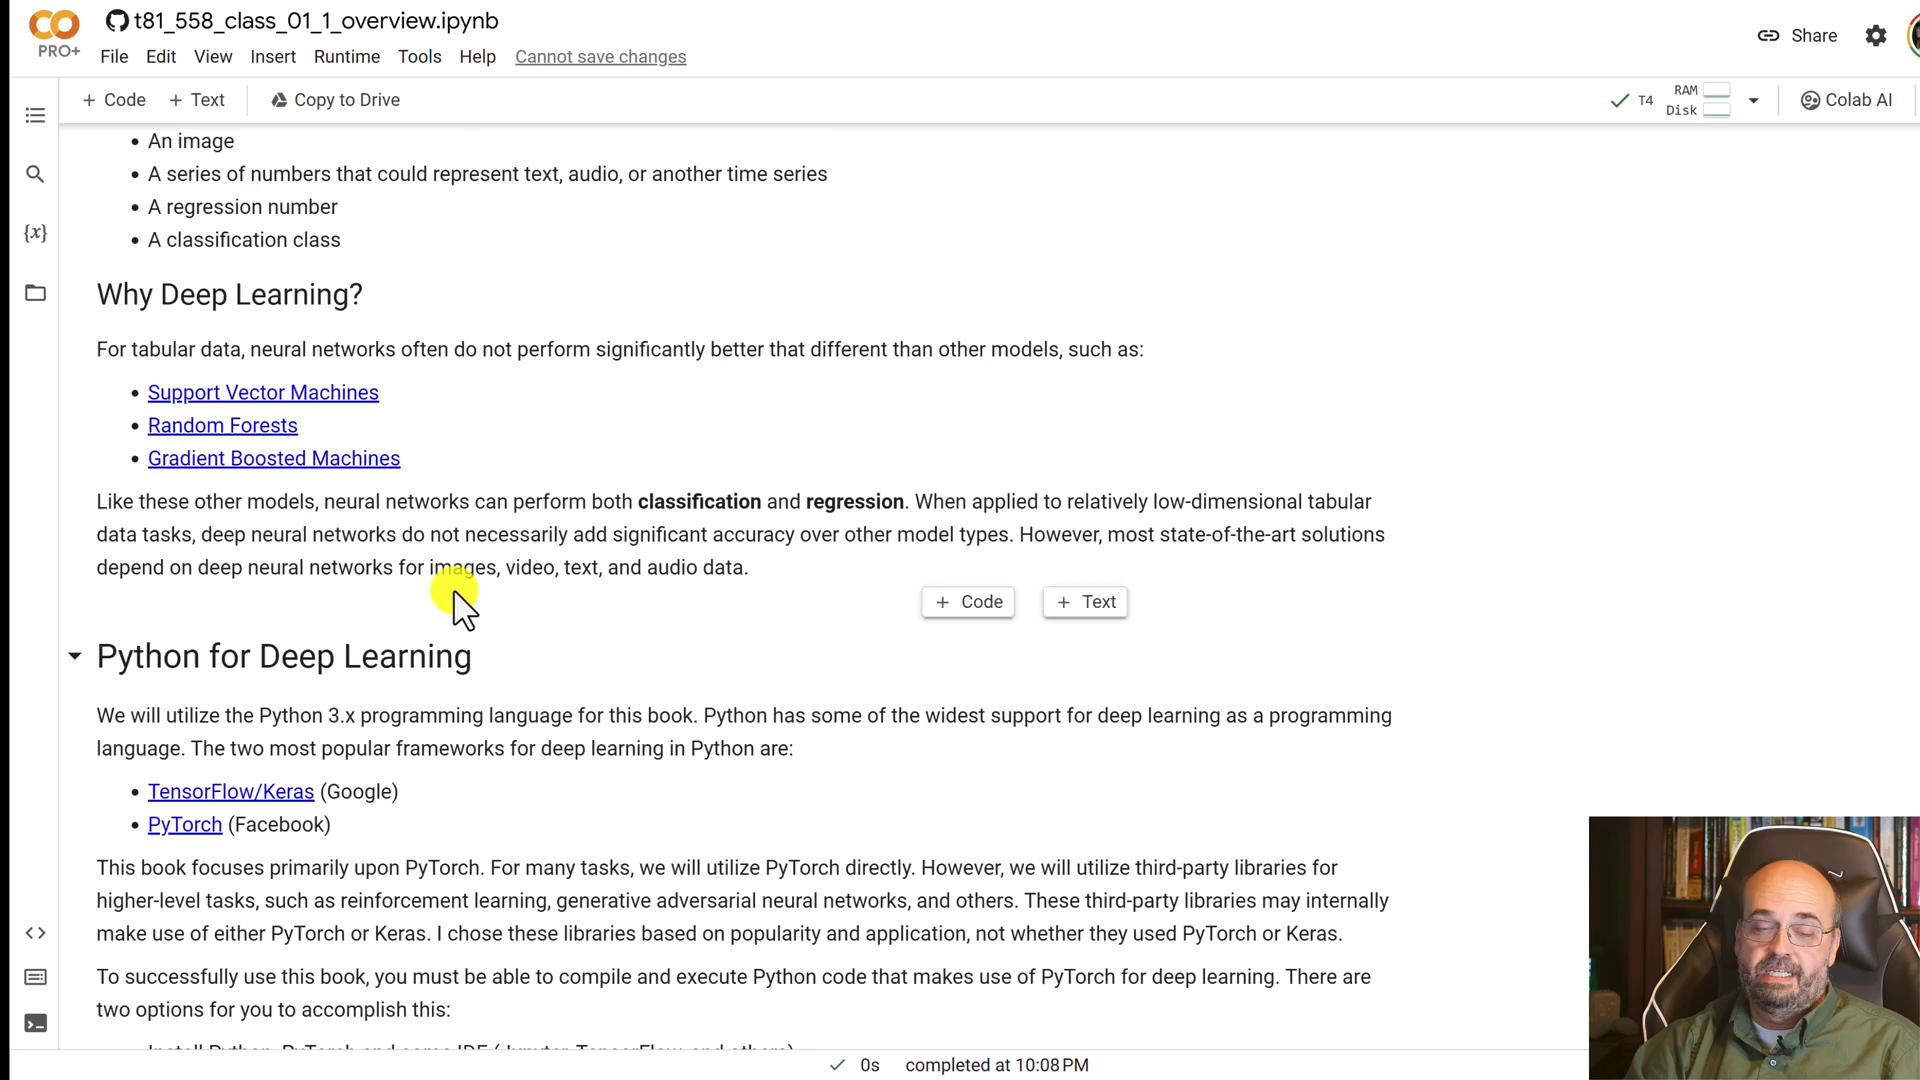 t81_558_class_01_1_overview.ipynb
PRO+
File Edit View Insert Runtime Tools Help Cannot save changes
Share
+ Code + Text Copy to Drive
T4 RAM Disk
Colab AI
• An image
• A series of numbers that could represent text, audio, or another time series
• A regression number
• A classification class
Why Deep Learning?
For tabular data, neural networks often do not perform significantly better that different than other models, such as:
• Support Vector Machines
• Random Forests
• Gradient Boosted Machines
Like these other models, neural networks can perform both classification and regression. When applied to relatively low-dimensional tabular
data tasks, deep neural networks do not necessarily add significant accuracy over other model types. However, most state-of-the-art solutions
depend on deep neural networks for images, video, text, and audio data.
+ Code + Text
Python for Deep Learning
We will utilize the Python 3.x programming language for this book. Python has some of the widest support for deep learning as a programming
language. The two most popular frameworks for deep learning in Python are:
• TensorFlow/Keras (Google)
• PyTorch (Facebook)
This book focuses primarily upon PyTorch. For many tasks, we will utilize PyTorch directly. However, we will utilize third-party libraries for
higher-level tasks, such as reinforcement learning, generative adversarial neural networks, and others. These third-party libraries may internally
make use of either PyTorch or Keras. I chose these libraries based on popularity and application, not whether they used PyTorch or Keras.
To successfully use this book, you must be able to compile and execute Python code that makes use of PyTorch for deep learning. There are
two options for you to accomplish this:
Install Python, PyTorch and some IDE (Jupyter, TensorFlow, and others)
0s completed at 10:08 PM